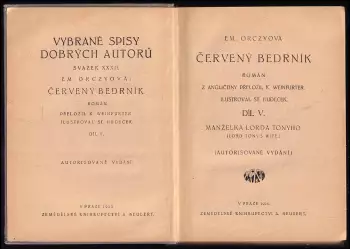 VYBRANÉ SPISY
DOBRÝCH AUTORŮ
SVAZEK XXXII.
EM. ORCZYOVÁ:
ČERVENÝ BEDRNÍK
ROMÁN
PŘELOŽIL K. WEINFURTER
ILUSTROVAL ST. HUDEČEK
DÍL V.
AUTORISOVANÉ VYDÁNÍ
V PRAZE
ZEMĚDĚLSKÉ KNIHKUPECTVÍ A. NEUBERT.
EM. ORCZYOVÁ
ČERVENÝ BEDRNÍK
ROMÁN
Z ANGLIČINY PŘELOŽIL K. WEINFURTER
ILUSTROVAL ST. HUDEČEK.
DÍL V.
MANŽELKA LORDA TONYHO
(LORD TONY'S WIFE.)
(AUTORISOVANÉ VYDÁNÍ)
V PRAZE
ZEMĚDĚLSKÉ KNIHKUPECTVÍ A. NEUBERT.